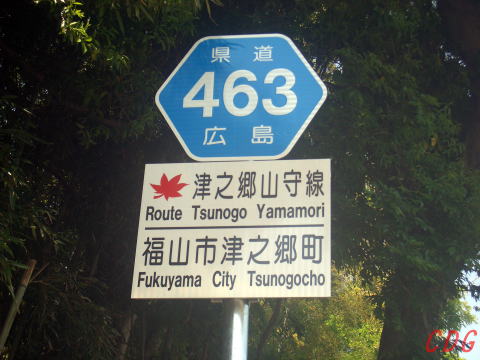 県道
463
広島
津之郷山守線
Route Tsunogo Yamamori
福山市津之郷町
Fukuyama City Tsunogocho
CDG